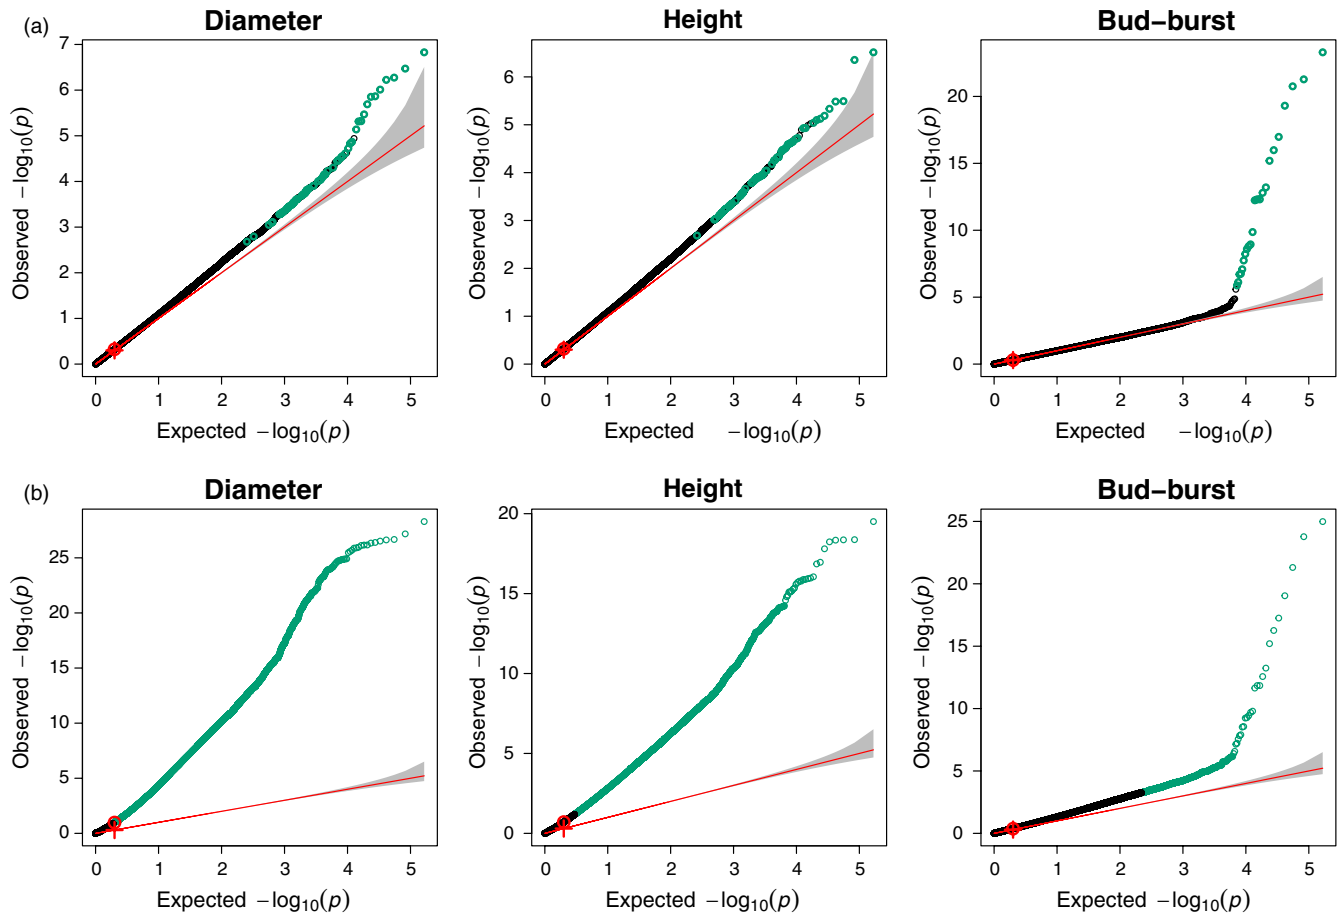 (a)
Diameter
Height
Bud−burst
Observed −log10(p)
0 1 2 3 4 5 6 7
0 1 2 3 4 5
Expected −log10(p)
Observed −log10(p)
0 1 2 3 4 5 6
0 1 2 3 4 5
Expected −log10(p)
Observed −log10(p)
0 5 10 15 20
0 1 2 3 4 5
Expected −log10(p)
(b)
Diameter
Height
Bud−burst
Observed −log10(p)
0 5 10 15 20 25
0 1 2 3 4 5
Expected −log10(p)
Observed −log10(p)
0 5 10 15 20
0 1 2 3 4 5
Expected −log10(p)
Observed −log10(p)
0 5 10 15 20 25
0 1 2 3 4 5
Expected −log10(p)